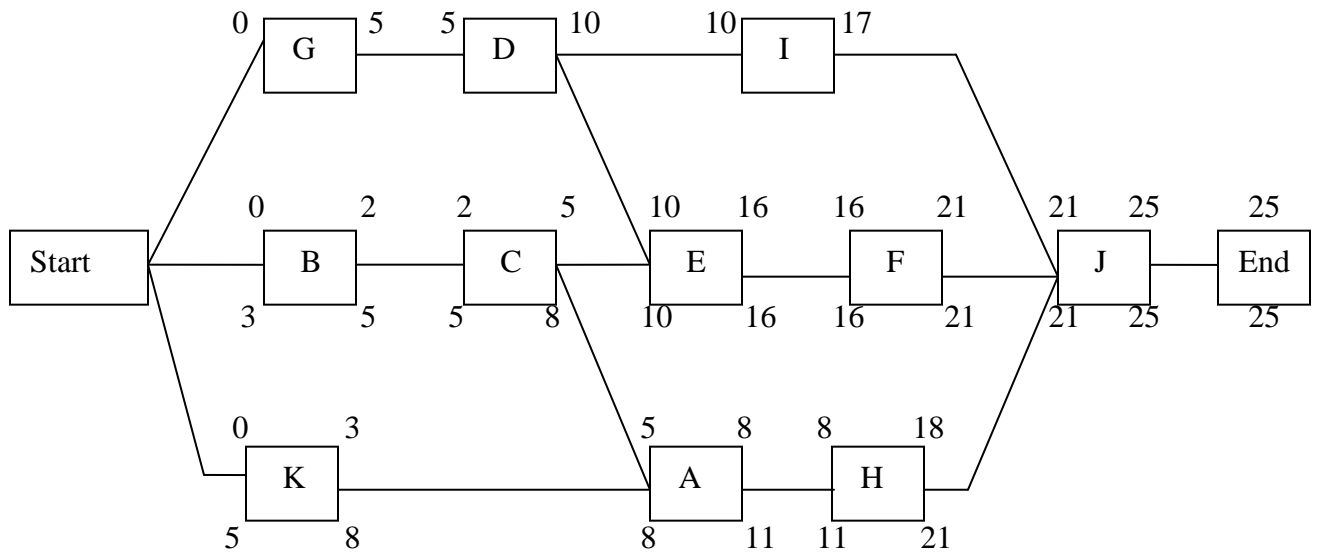 0 5 5 10 10 17
G D I
0 2 2 5 10 16 16 21 21 25 25
Start B C E F J End
3 5 5 8 10 16 16 21 21 25 25
0 3 5 8 8 18
K A H
5 8 8 11 11 21